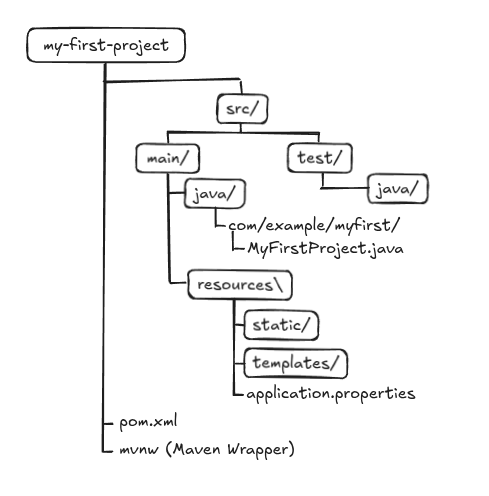 my-first-project
src/
main/
test/
java/
java/
com/example/myfirst/
MyFirstProject.java
resources\
static/
templates/
application.properties
pom.xml
mvnw (Maven Wrapper)